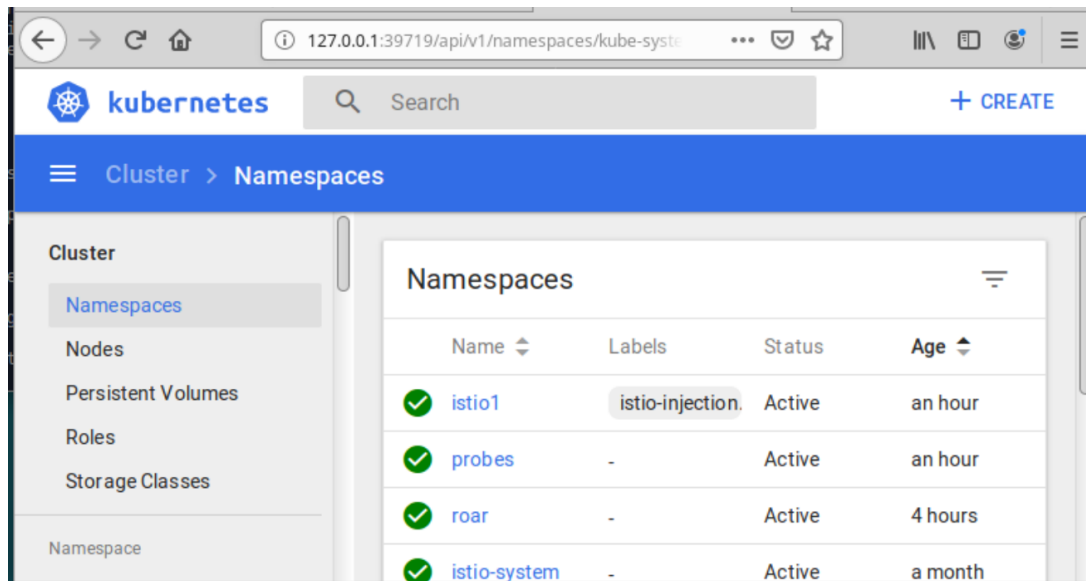 127.0.0.1:39719/api/v1/namespaces/kube-syste
kubernetes
Search
+ CREATE
Cluster > Namespaces
Cluster
Namespaces
Nodes
Persistent Volumes
Roles
Storage Classes
Namespace
Namespaces
Name Labels Status Age
istio1 istio-injection. Active an hour
probes - Active an hour
roar - Active 4 hours
istio-system - Active a month